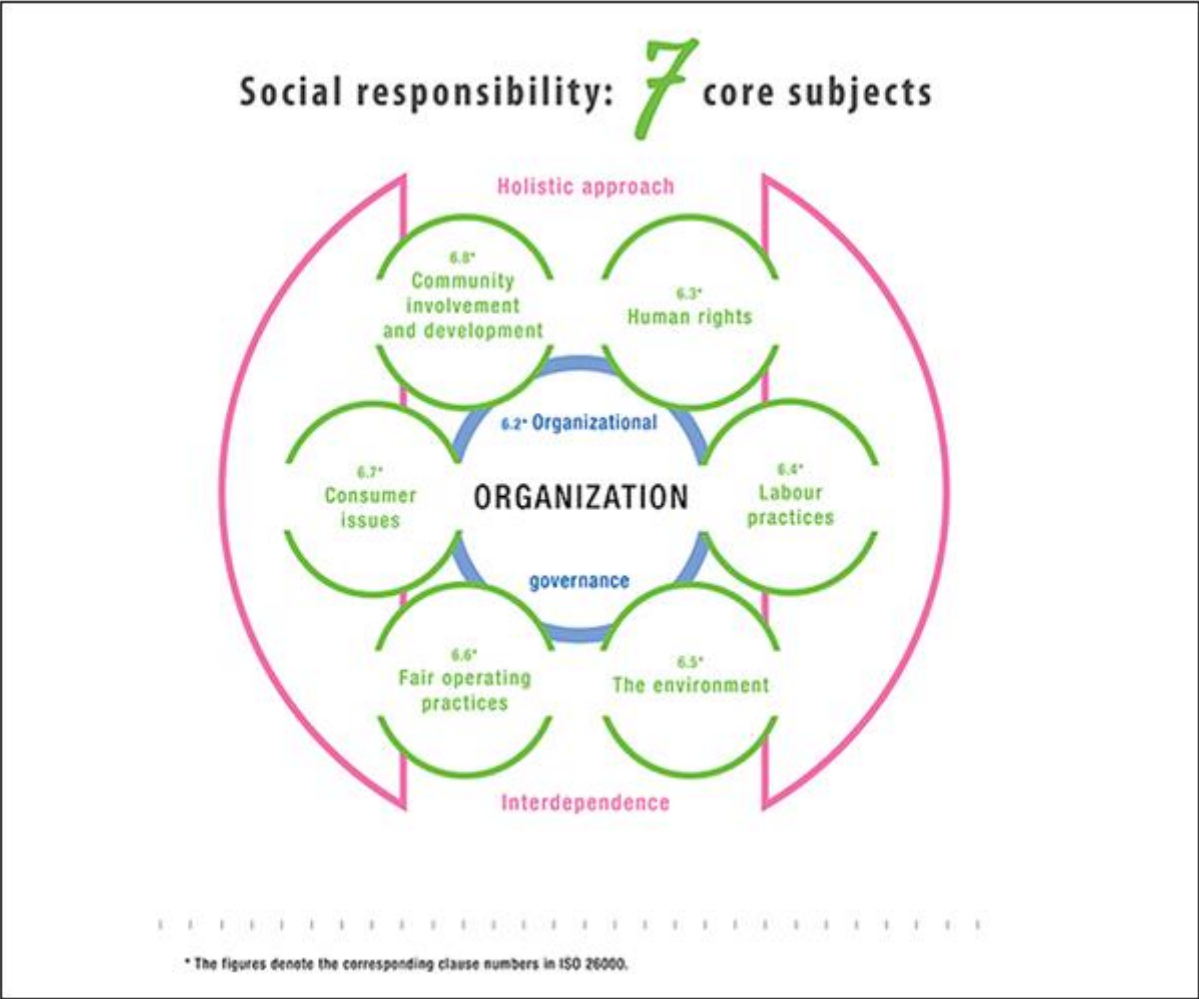 Social responsibility: 7 core subjects
Holistic approach
6.8*
Community
involvement
and development
6.3*
Human rights
6.2* Organizational
ORGANIZATION
governance
6.7*
Consumer
issues
6.4*
Labour
practices
6.6*
Fair operating
practices
6.5*
The environment
Interdependence
* The figures denote the corresponding clause numbers in ISO 26000.